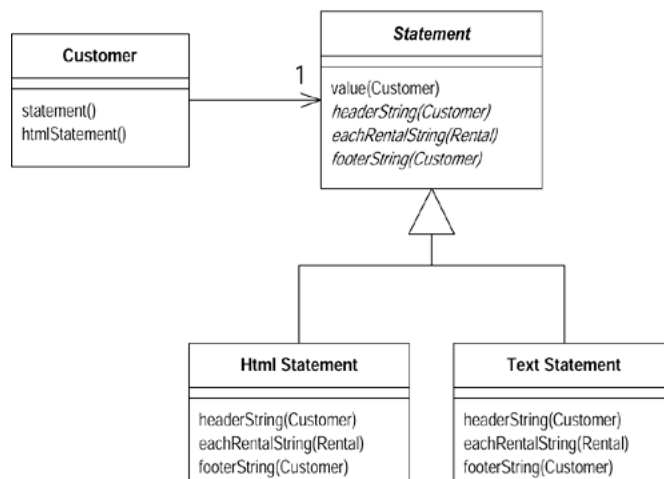 Customer
statement()
htmlStatement()
1
Statement
value(Customer)
headerString(Customer)
eachRentalString(Rental)
footerString(Customer)
Html Statement
headerString(Customer)
eachRentalString(Rental)
footerString(Customer)
Text Statement
headerString(Customer)
eachRentalString(Rental)
footerString(Customer)